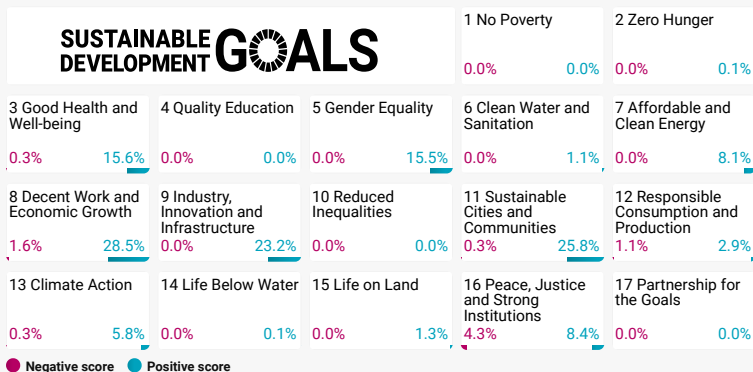 SUSTAINABLE
DEVELOPMENT
GOALS
1 No Poverty
0.0% 0.0%
2 Zero Hunger
0.0% 0.1%
3 Good Health and
Well-being
0.3% 15.6%
4 Quality Education
0.0% 0.0%
5 Gender Equality
0.0% 15.5%
6 Clean Water and
Sanitation
0.0% 1.1%
7 Affordable and
Clean Energy
0.0% 8.1%
8 Decent Work and
Economic Growth
1.6% 28.5%
9 Industry,
Innovation and
Infrastructure
0.0% 23.2%
10 Reduced
Inequalities
0.0% 0.0%
11 Sustainable
Cities and
Communities
0.3% 25.8%
12 Responsible
Consumption and
Production
1.1% 2.9%
13 Climate Action
0.3% 5.8%
14 Life Below Water
0.0% 0.1%
15 Life on Land
0.0% 1.3%
16 Peace, Justice
and Strong
Institutions
4.3% 8.4%
17 Partnership for
the Goals
0.0% 0.0%
Negative score Positive score